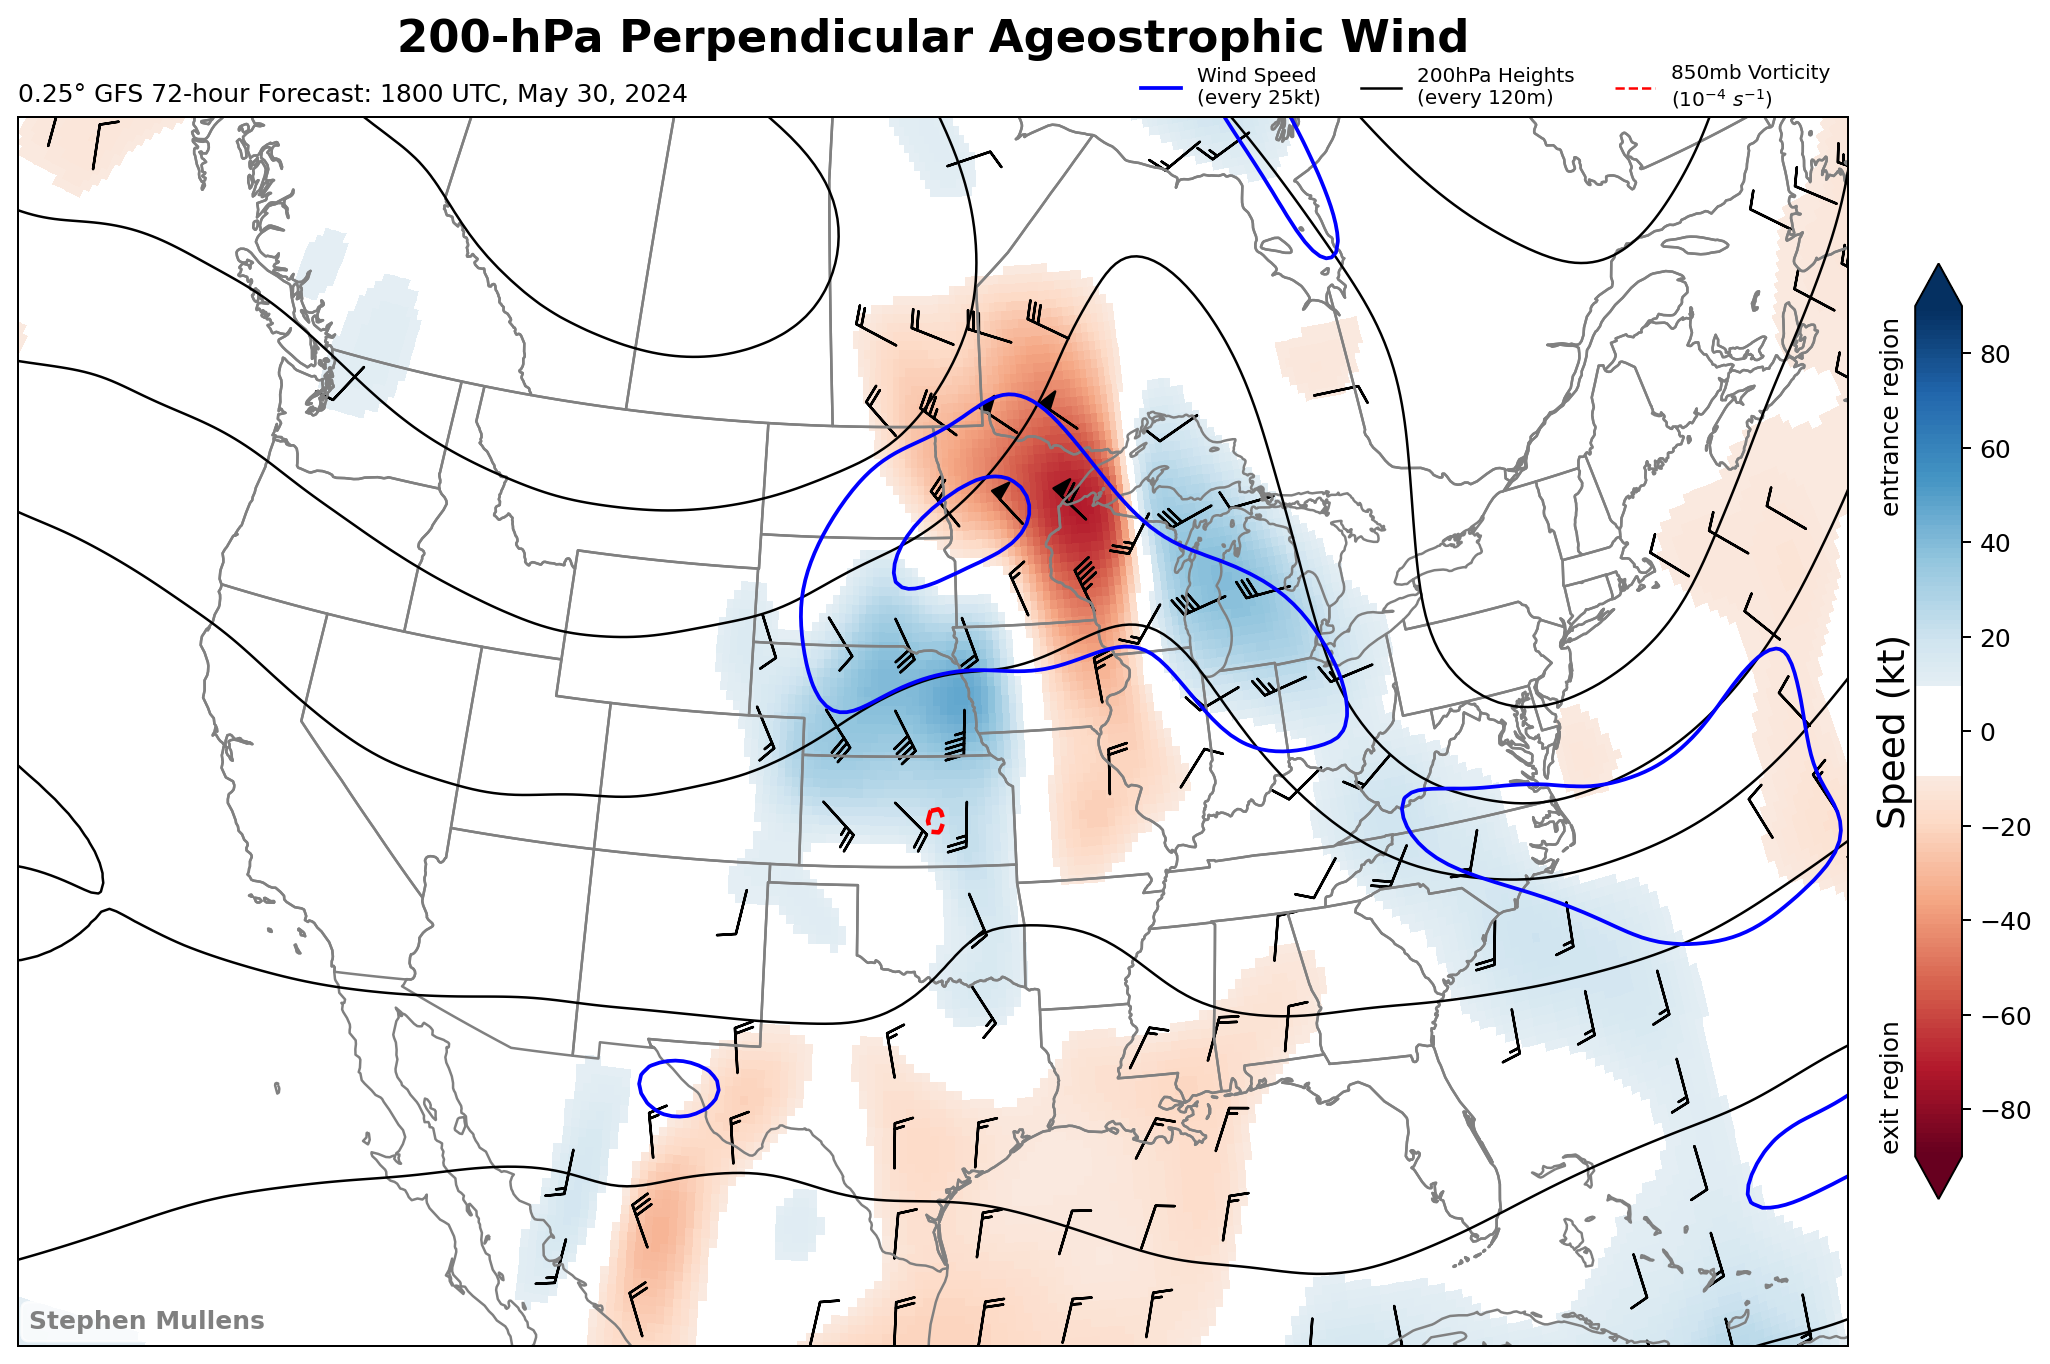 200-hPa Perpendicular Ageostrophic Wind
0.25° GFS 72-hour Forecast: 1800 UTC, May 30, 2024
Wind Speed
(every 25kt)
200hPa Heights
(every 120m)
850mb Vorticity
(10⁻⁴ s⁻¹)
entrance region
Speed (kt)
exit region
80
60
40
20
0
−20
−40
−60
−80
Stephen Mullens